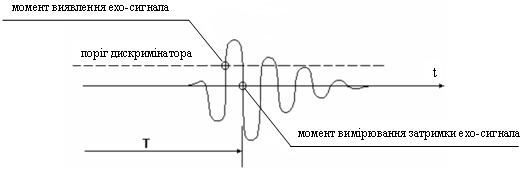 момент виявлення ехо-сигнала
поріг дискримінатора
t
момент вимірювання затримки ехо-сигнала
T